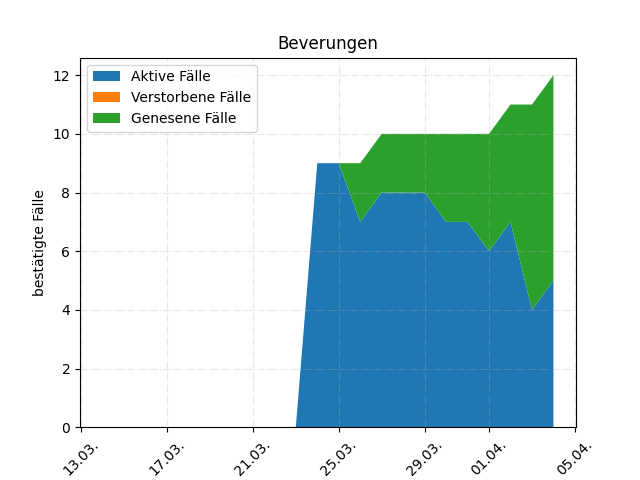 Beverungen
Aktive Fälle
Verstorbene Fälle
Genesene Fälle
bestätigte Fälle
12
10
8
6
4
2
0
13.03.
17.03.
21.03.
25.03.
29.03.
01.04.
05.04.